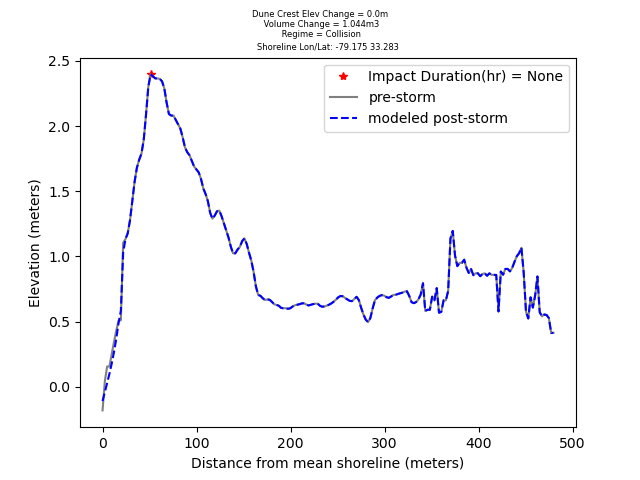 Dune Crest Elev Change = 0.0m
Volume Change = 1.044m3
Regime = Collision
Shoreline Lon/Lat: -79.175 33.283
Impact Duration(hr) = None
pre-storm
modeled post-storm
Elevation (meters)
2.5
2.0
1.5
1.0
0.5
0.0
0
100
200
300
400
500
Distance from mean shoreline (meters)